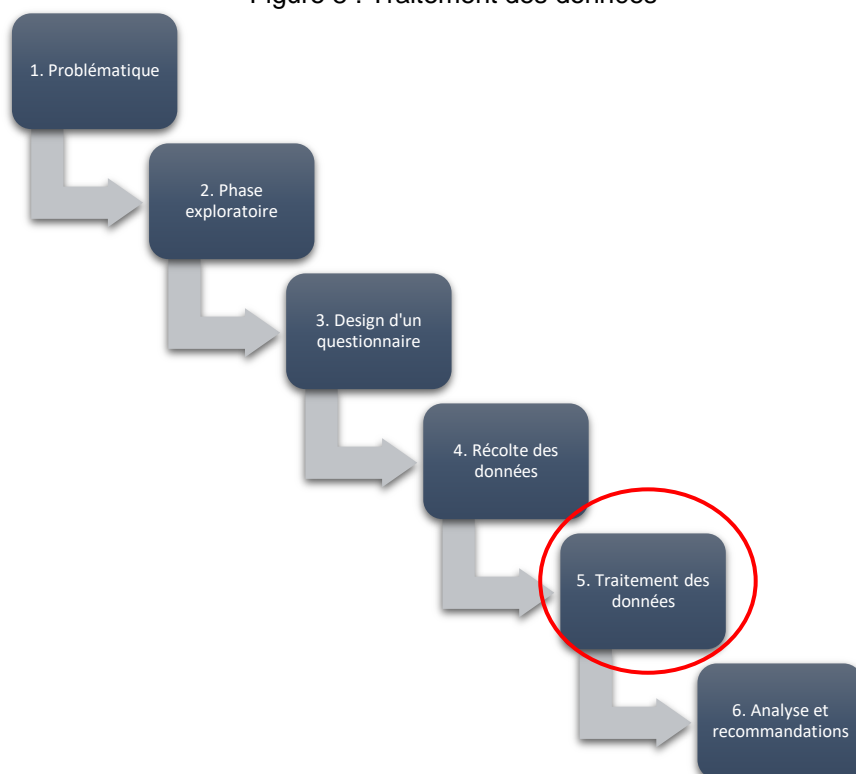 Figure : Traitement des données
1. Problématique
2. Phase
exploratoire
3. Design d'un
questionnaire
4. Récolte des
données
5. Traitement des
données
6. Analyse et
recommandations